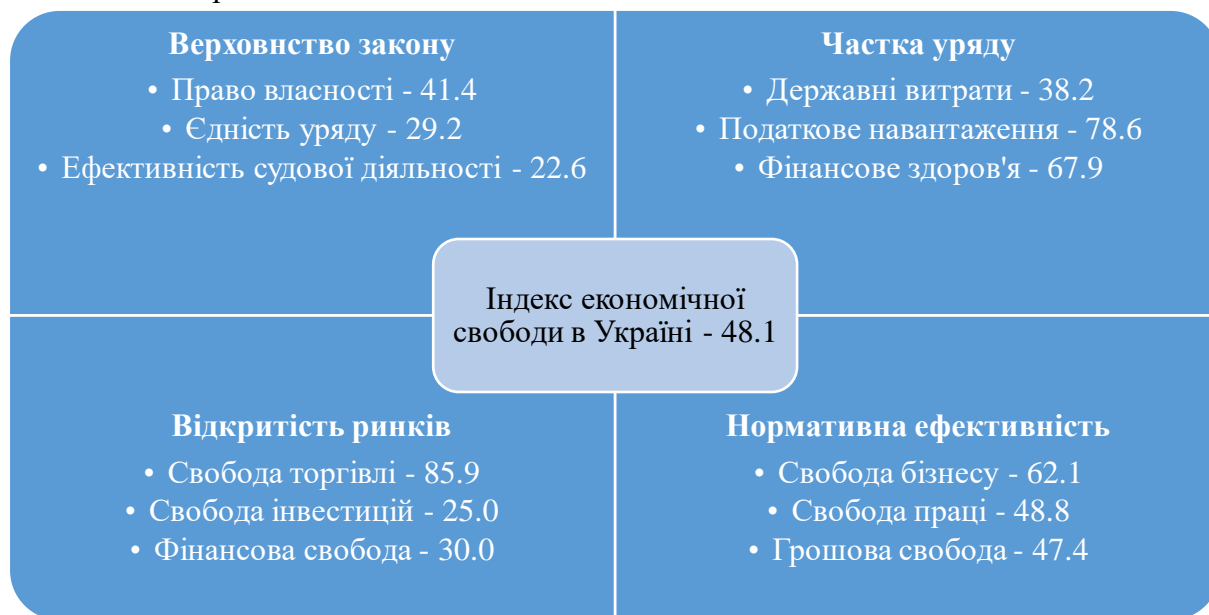 Верховнство закону
• Право власності - 41.4
• Єдність уряду - 29.2
• Ефективність судової діяльності - 22.6
Частка уряду
• Державні витрати - 38.2
• Податкове навантаження - 78.6
• Фінансове здоров'я - 67.9
Індекс економічної
свободи в Україні - 48.1
Відкритість ринків
• Свобода торгівлі - 85.9
• Свобода інвестицій - 25.0
• Фінансова свобода - 30.0
Нормативна ефективність
• Свобода бізнесу - 62.1
• Свобода праці - 48.8
• Грошова свобода - 47.4